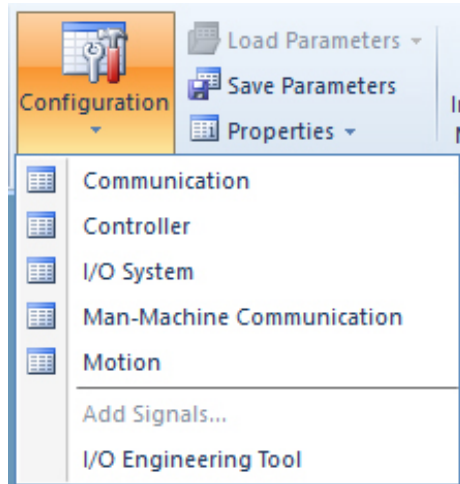 Configuration
Load Parameters
Save Parameters
Properties
Communication
Controller
I/O System
Man-Machine Communication
Motion
Add Signals...
I/O Engineering Tool